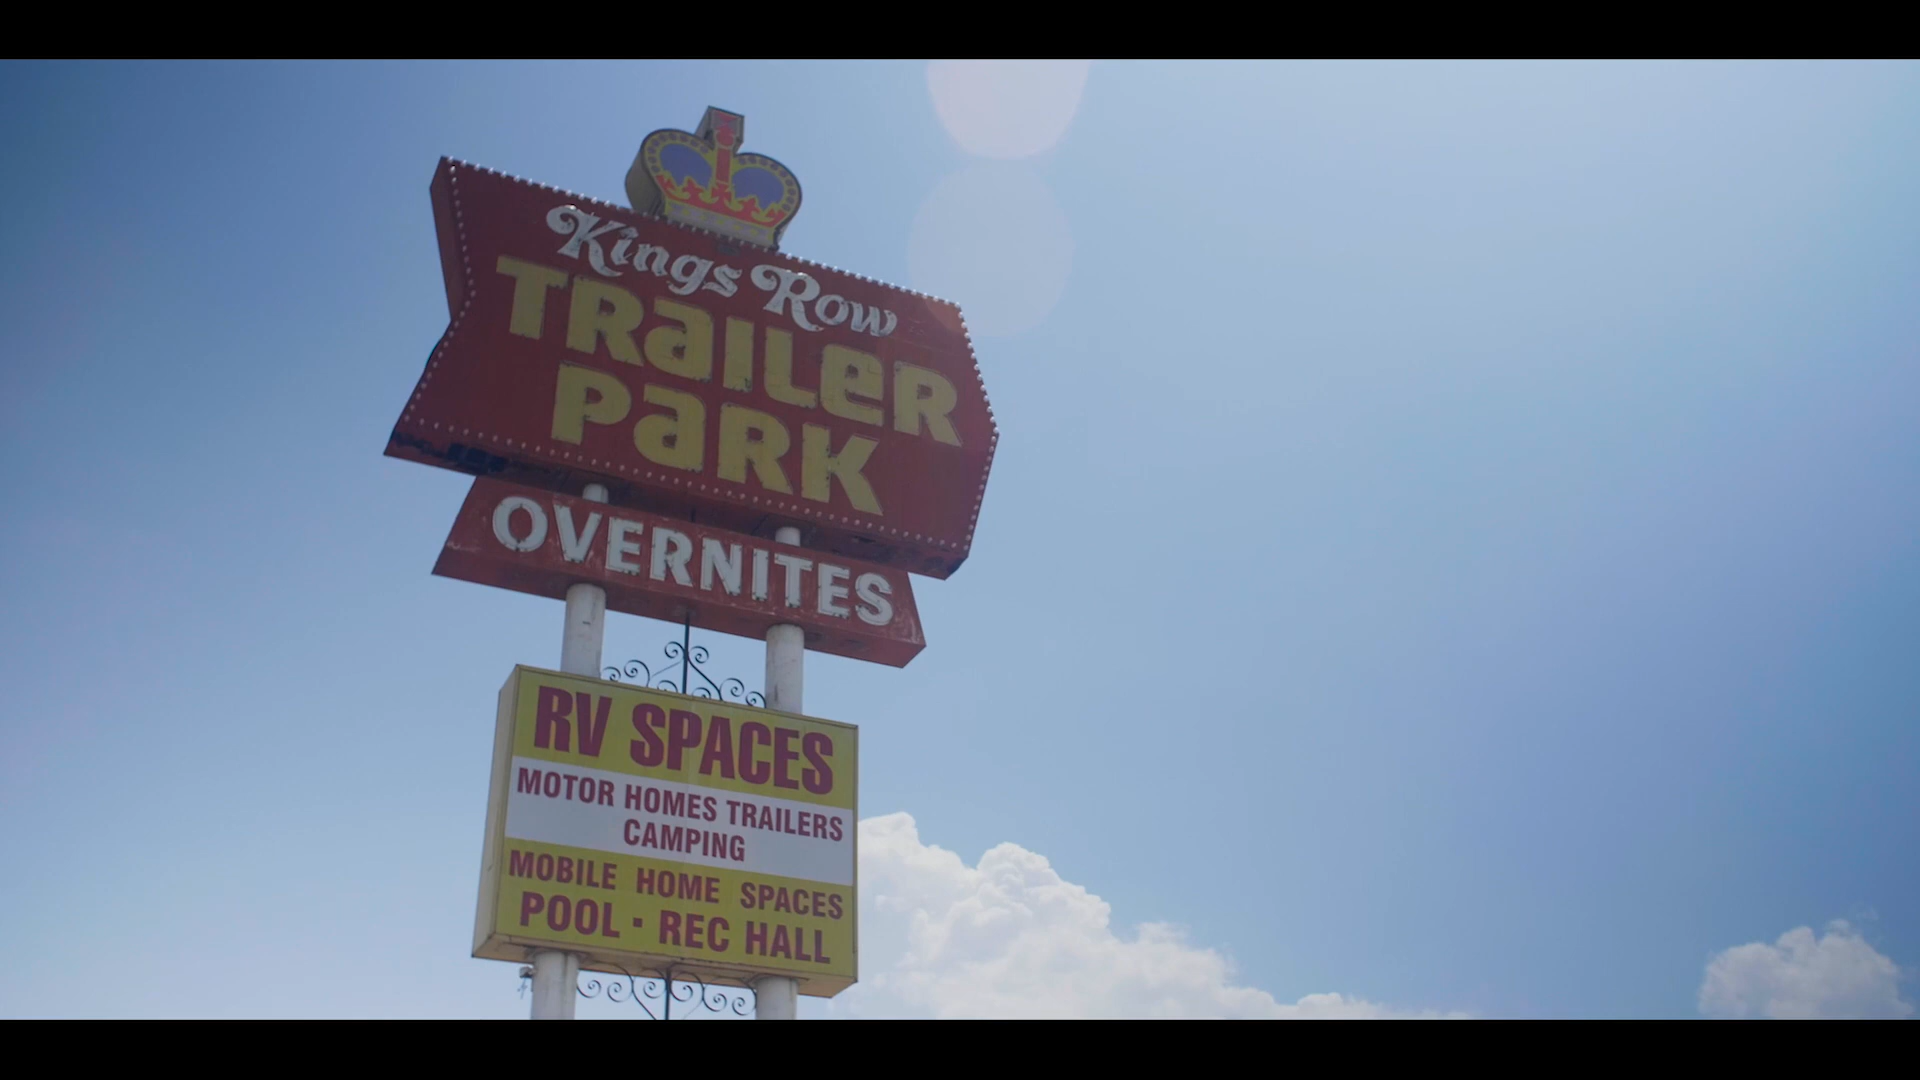 Kings Row
TRaiLeR
PaRK
OVERNITES
RV SPACES
MOTOR HOMES TRAILERS
CAMPING
MOBILE HOME SPACES
POOL · REC HALL